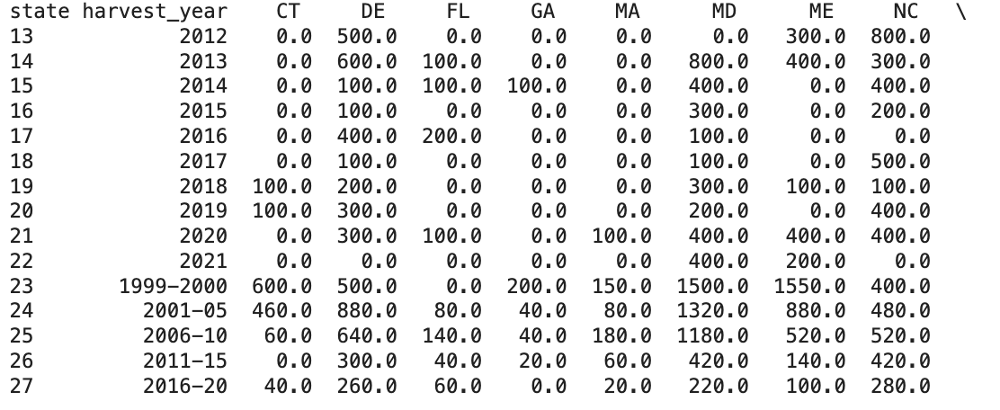 state harvest_year     CT     DE     FL     GA     MA      MD      ME     NC   \
13            2012    0.0  500.0    0.0    0.0    0.0     0.0   300.0  800.0
14            2013    0.0  600.0  100.0    0.0    0.0   800.0   400.0  300.0
15            2014    0.0  100.0  100.0  100.0    0.0   400.0     0.0  400.0
16            2015    0.0  100.0    0.0    0.0    0.0   300.0     0.0  200.0
17            2016    0.0  400.0  200.0    0.0    0.0   100.0     0.0    0.0
18            2017    0.0  100.0    0.0    0.0    0.0   100.0     0.0  500.0
19            2018  100.0  200.0    0.0    0.0    0.0   300.0   100.0  100.0
20            2019  100.0  300.0    0.0    0.0    0.0   200.0     0.0  400.0
21            2020    0.0  300.0  100.0    0.0  100.0   400.0   400.0  400.0
22            2021    0.0    0.0    0.0    0.0    0.0   400.0   200.0    0.0
23       1999-2000  600.0  500.0    0.0  200.0  150.0  1500.0  1550.0  400.0
24         2001-05  460.0  880.0   80.0   40.0   80.0  1320.0   880.0  480.0
25         2006-10   60.0  640.0  140.0   40.0  180.0  1180.0   520.0  520.0
26         2011-15    0.0  300.0   40.0   20.0   60.0   420.0   140.0  420.0
27         2016-20   40.0  260.0   60.0    0.0   20.0   220.0   100.0  280.0